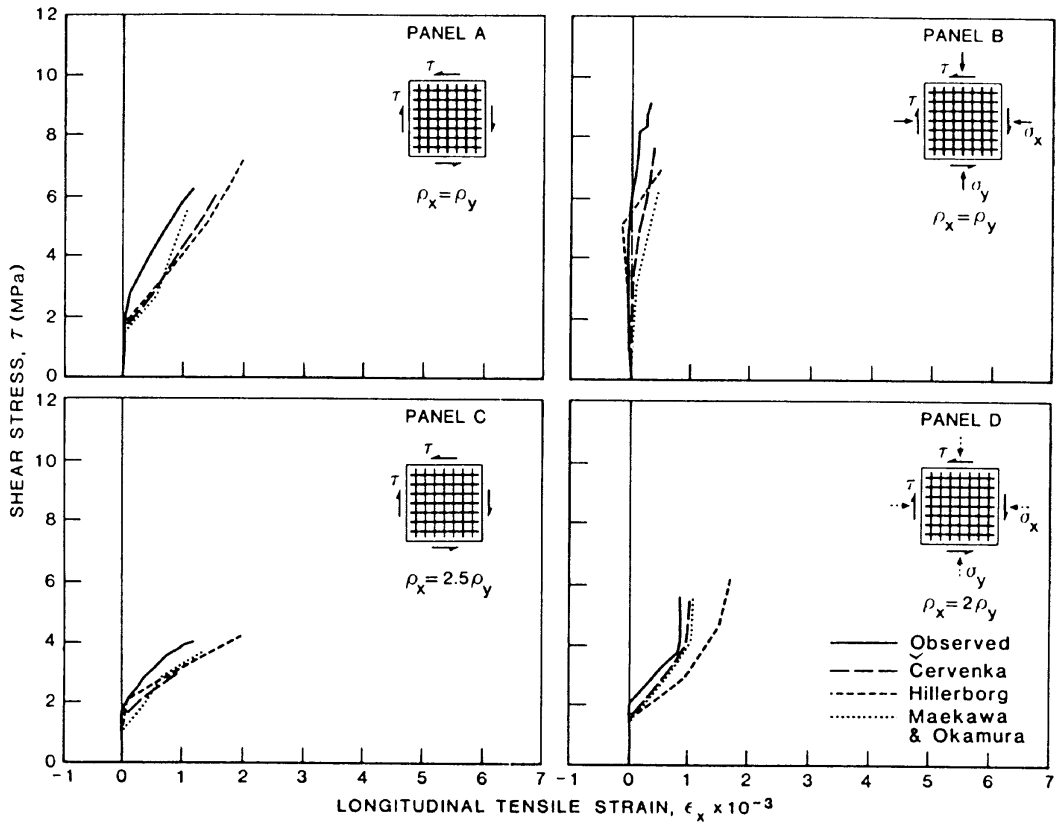 SHEAR STRESS, τ (MPa)
12
10
8
6
4
2
0
PANEL A
τ
τ
ρx = ρy
PANEL B
τ
τ
σx
σy
ρx = ρy
12
10
8
6
4
2
0
PANEL C
τ
τ
ρx = 2.5ρy
-1 0 1 2 3 4 5 6 7
PANEL D
τ
τ
σx
σy
ρx = 2ρy
Observed
Červenka
Hillerborg
Maekawa
& Okamura
-1 0 1 2 3 4 5 6 7
LONGITUDINAL TENSILE STRAIN, ϵx x10⁻³